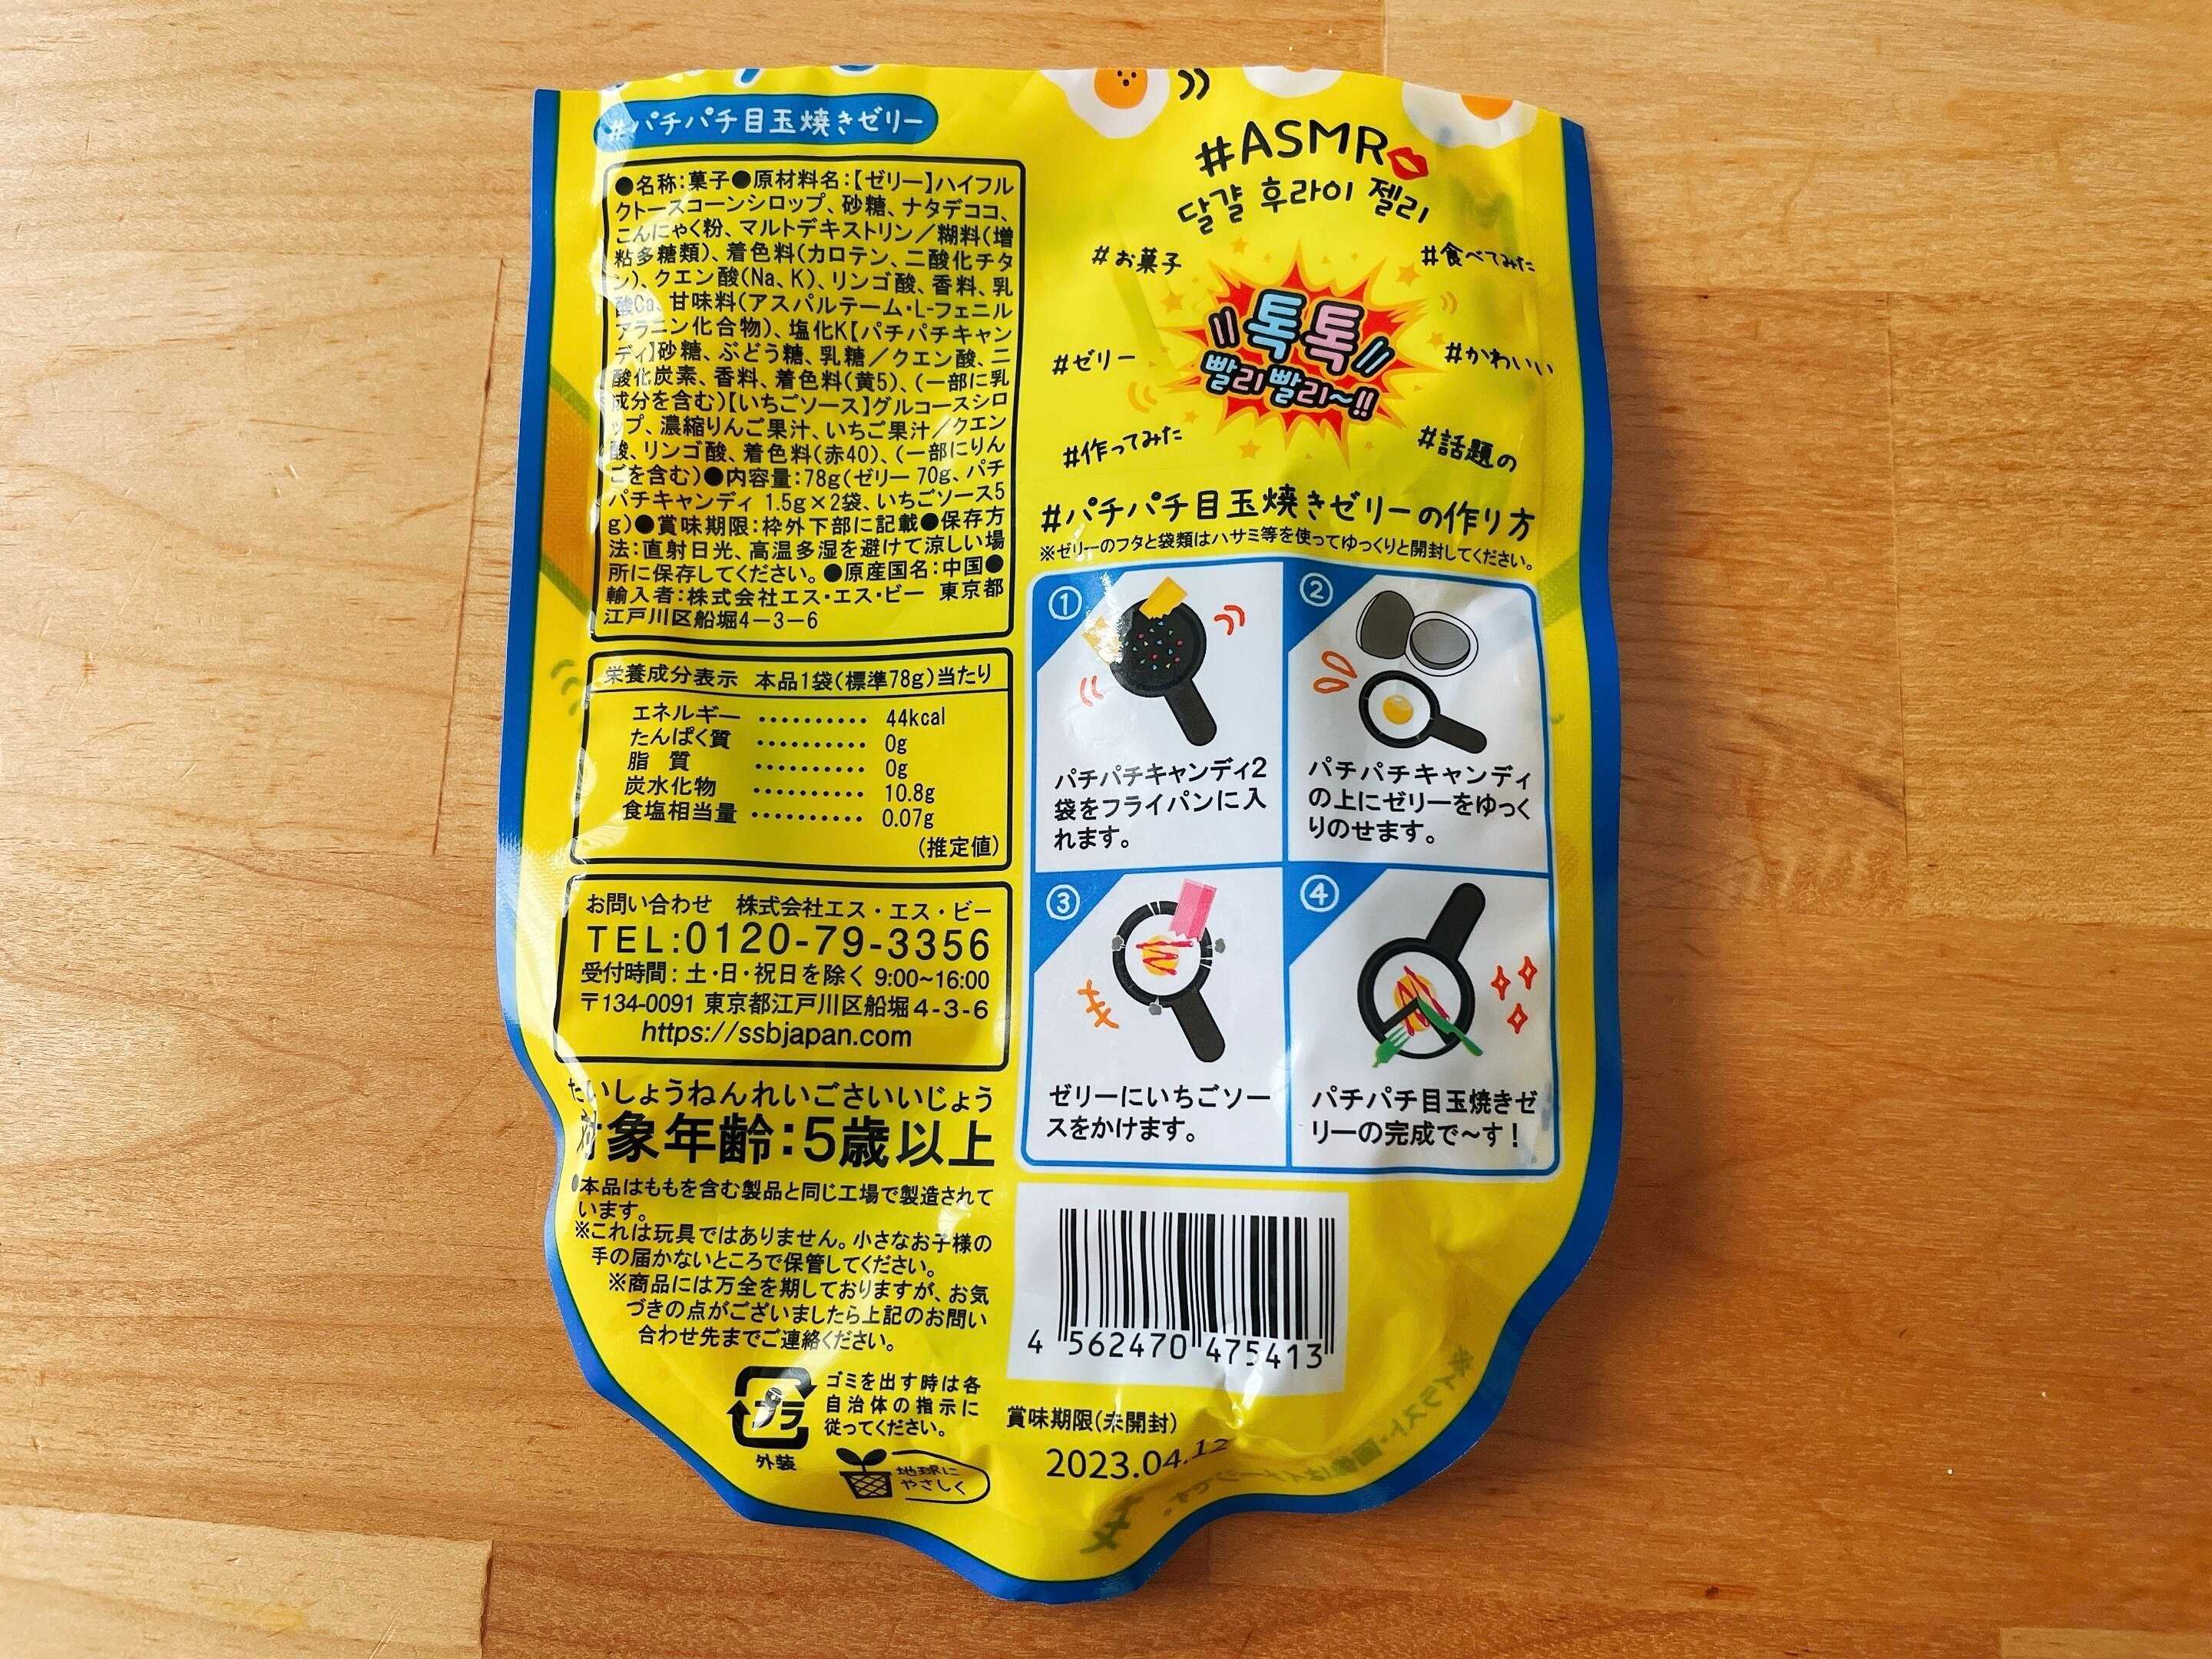 #パチパチ目玉焼きゼリー
●名称:菓子●原材料名:【ゼリー】ハイフル
クトースコーンシロップ、砂糖、ナタデココ、
こんにゃく粉、マルトデキストリン/糊料(増
粘多糖類)、着色料(カロテン、二酸化チタ
ン)、クエン酸(Na、K)、リンゴ酸、香料、乳
酸Ca、甘味料(アスパルテーム・L-フェニル
アラニン化合物)、塩化K【パチパチキャン
ディ】砂糖、ぶどう糖、乳糖/クエン酸、二
酸化炭素、香料、着色料(黄5)、(一部に乳
成分を含む)【いちごソース】グルコースシロ
ップ、濃縮りんご果汁、いちご果汁/クエン
酸、リンゴ酸、着色料(赤40)、(一部にりん
ごを含む)●内容量:78g(ゼリー 70g、パチ
パチキャンディ 1.5g×2袋、いちごソース5
g)●賞味期限:枠外下部に記載●保存方
法:直射日光、高温多湿を避けて涼しい場
所に保存してください。●原産国名:中国●
輸入者:株式会社エス・エス・ビー 東京都
江戸川区船堀4-3-6
栄養成分表示 本品1袋(標準78g)当たり
エネルギー ・・・・・・・・・・ 44kcal
たんぱく質 ・・・・・・・・・・ 0g
脂 質 ・・・・・・・・・・ 0g
炭水化物 ・・・・・・・・・・ 10.8g
食塩相当量 ・・・・・・・・・・ 0.07g
(推定値)
お問い合わせ 株式会社エス・エス・ビー
TEL:0120-79-3356
受付時間:土・日・祝日を除く 9:00~16:00
〒134-0091 東京都江戸川区船堀4-3-6
https://ssbjapan.com
たいしょうねんれいごさいいじょう
対象年齢:5歳以上
●本品はももを含む製品と同じ工場で製造されて
います。
※これは玩具ではありません。小さなお子様の
手の届かないところで保管してください。
※商品には万全を期しておりますが、お気
づきの点がございましたら上記のお問い
合わせ先までご連絡ください。
プラ
外装
ゴミを出す時は各
自治体の指示に
従ってください。
地球に
やさしく
#ASMR
달걀 후라이 젤리
#お菓子
#食べてみた
톡톡
빨리빨리~!!
#ゼリー
#かわいい
#作ってみた
#話題の
#パチパチ目玉焼きゼリーの作り方
※ゼリーのフタと袋類はハサミ等を使ってゆっくりと開封してください。
①
パチパチキャンディ2
袋をフライパンに入
れます。
②
パチパチキャンディ
の上にゼリーをゆっく
りのせます。
③
ゼリーにいちごソー
スをかけます。
④
パチパチ目玉焼きゼ
リーの完成で~す!
4 562470 475413
賞味期限(未開封)
2023.04.12